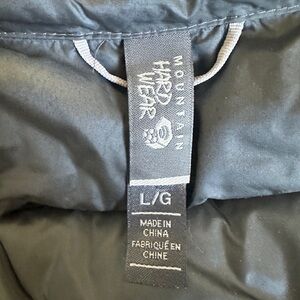 MOUNTAIN
HARD
WEAR
L/G
MADE IN
CHINA
FABRIQUÉ EN
CHINE